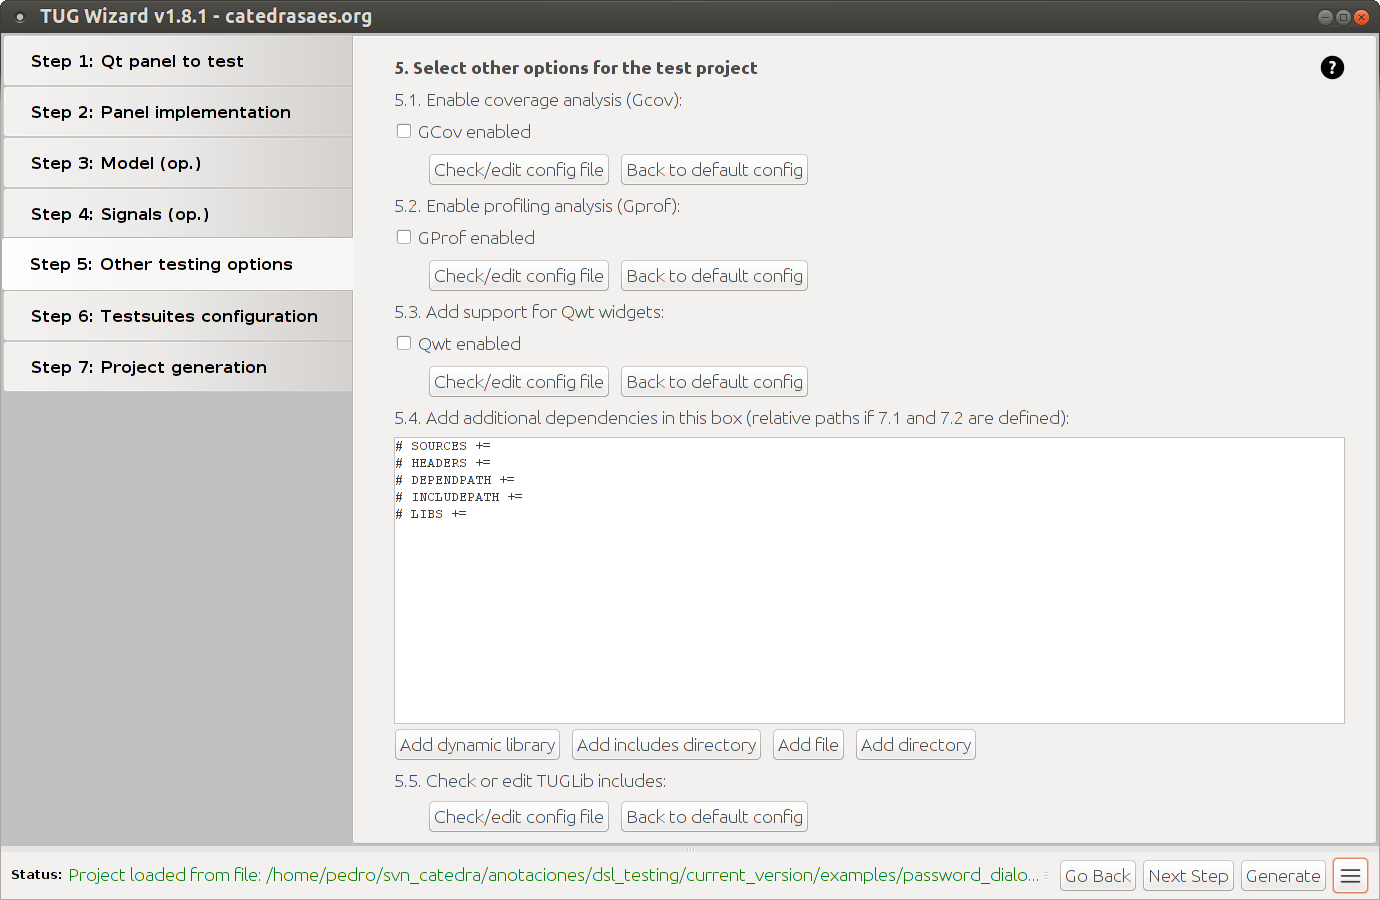 TUG Wizard v1.8.1 - catedrasaes.org
Step 1: Qt panel to test
Step 2: Panel implementation
Step 3: Model (op.)
Step 4: Signals (op.)
Step 5: Other testing options
Step 6: Testsuites configuration
Step 7: Project generation
5. Select other options for the test project
?
5.1. Enable coverage analysis (Gcov):
GCov enabled
Check/edit config file Back to default config
5.2. Enable profiling analysis (Gprof):
GProf enabled
Check/edit config file Back to default config
5.3. Add support for Qwt widgets:
Qwt enabled
Check/edit config file Back to default config
5.4. Add additional dependencies in this box (relative paths if 7.1 and 7.2 are defined):
# SOURCES +=
# HEADERS +=
# DEPENDPATH +=
# INCLUDEPATH +=
# LIBS +=
Add dynamic library Add includes directory Add file Add directory
5.5. Check or edit TUGLib includes:
Check/edit config file Back to default config
Status: Project loaded from file: /home/pedro/svn_catedra/anotaciones/dsl_testing/current_version/examples/password_dialo... Go Back Next Step Generate